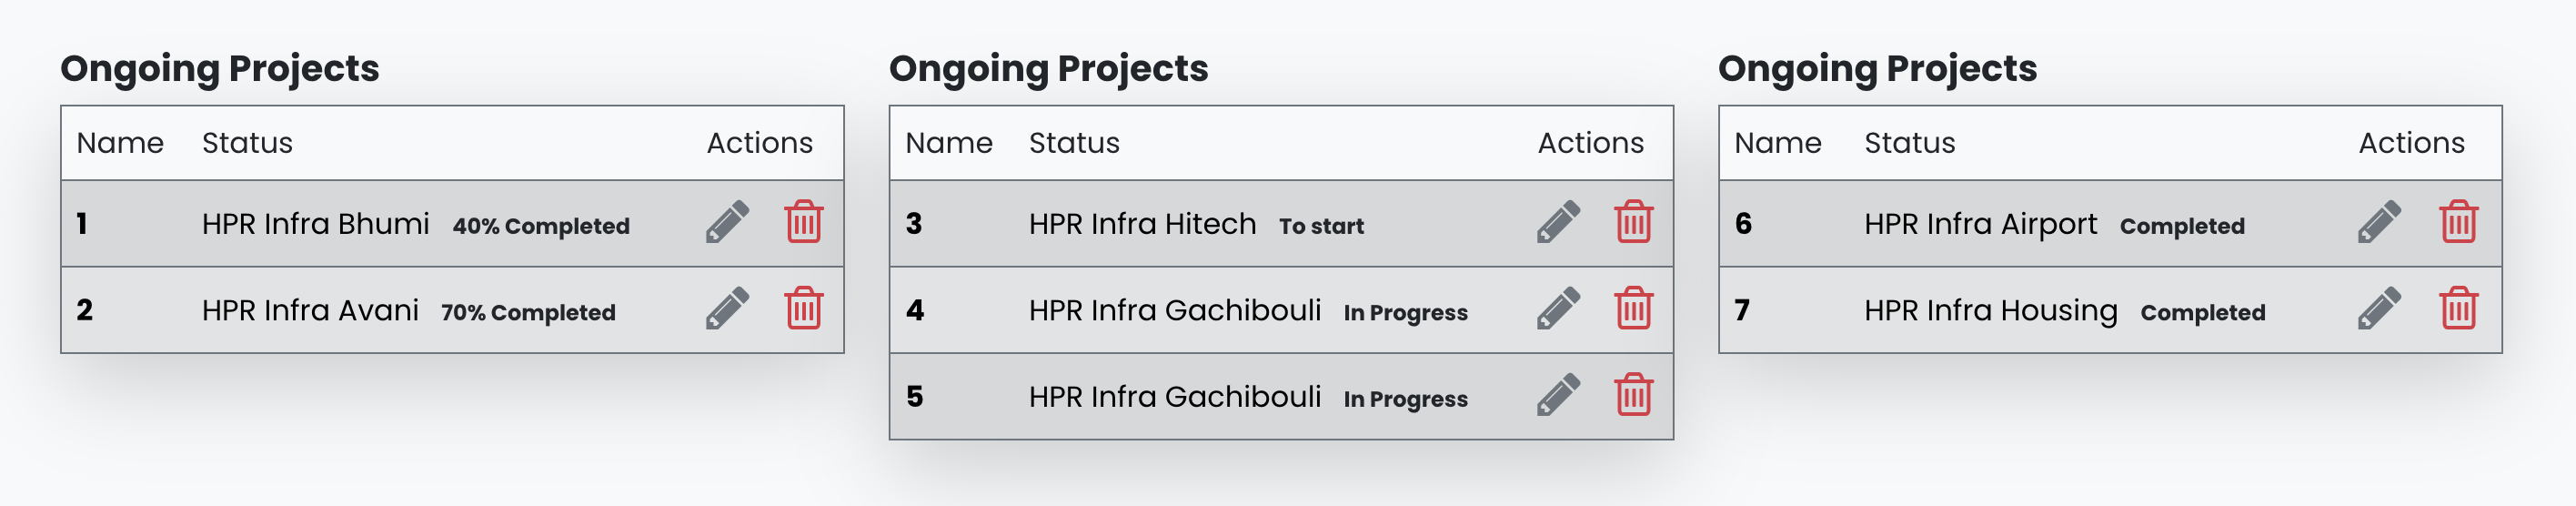 Ongoing Projects
Name Status Actions
1 HPR Infra Bhumi 40% Completed
2 HPR Infra Avani 70% Completed
Ongoing Projects
Name Status Actions
3 HPR Infra Hitech To start
4 HPR Infra Gachibouli In Progress
5 HPR Infra Gachibouli In Progress
Ongoing Projects
Name Status Actions
6 HPR Infra Airport Completed
7 HPR Infra Housing Completed